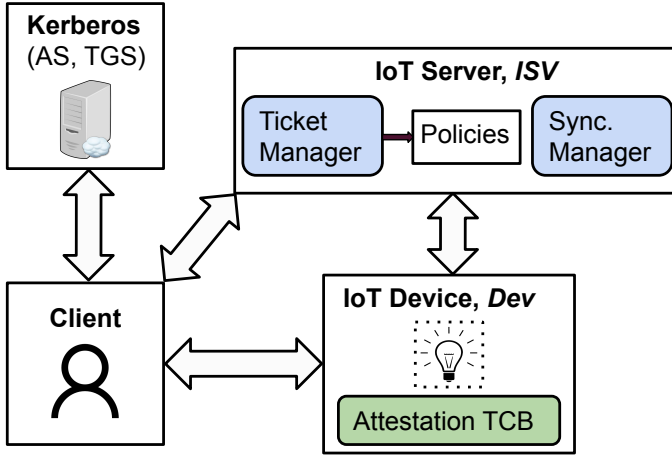 Kerberos
(AS, TGS)
IoT Server, ISV
Ticket
Manager
Policies
Sync.
Manager
Client
IoT Device, Dev
Attestation TCB